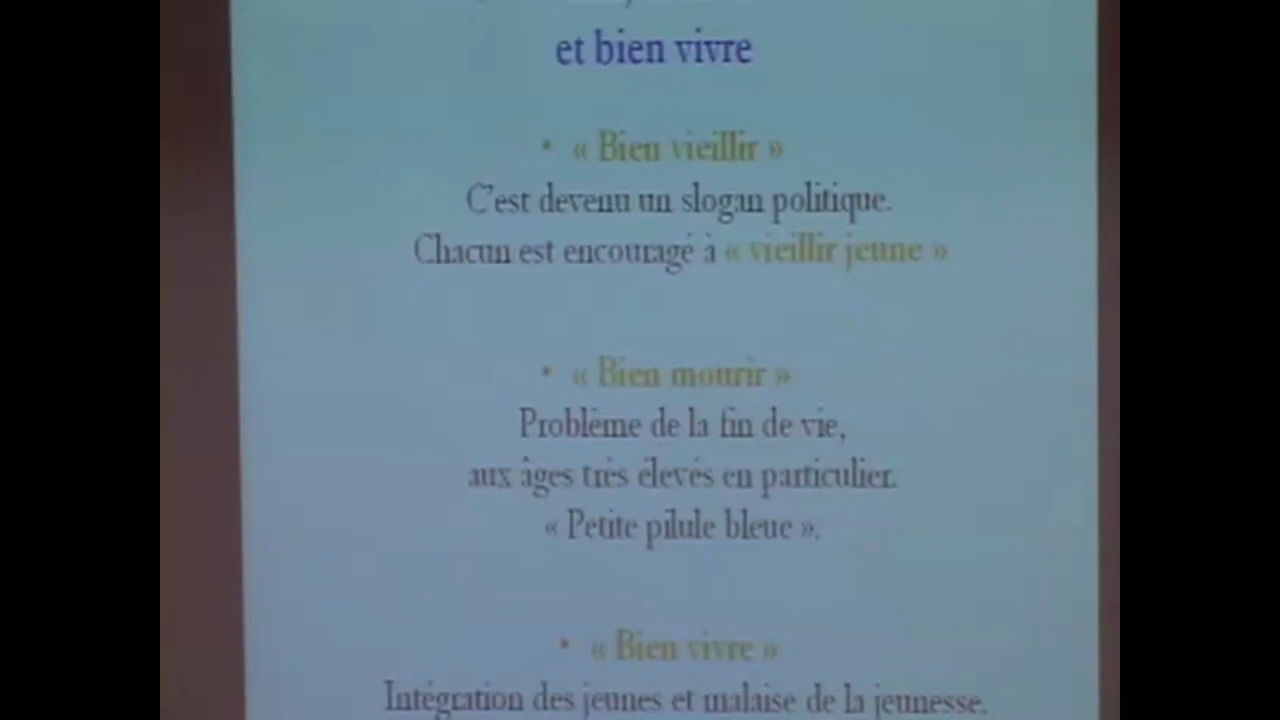 et bien vivre
• « Bien vieillir »
C'est devenu un slogan politique.
Chacun est encouragé à « vieillir jeune »
• « Bien mourir »
Problème de la fin de vie,
aux âges très élevés en particulier.
« Petite pilule bleue ».
• « Bien vivre »
Intégration des jeunes et malaise de la jeunesse.